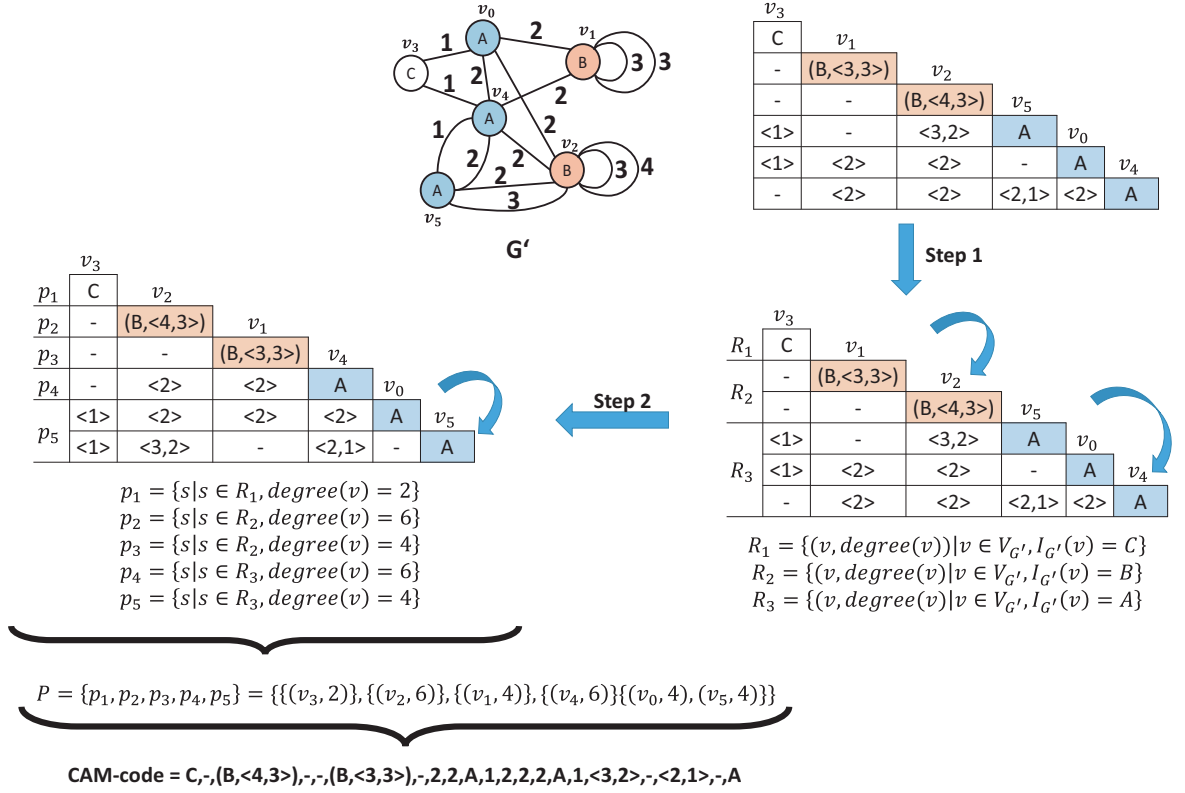 v₀
v₃ 1 A 2 v₁
C 2 B 3 3
1 v₄ 2
1 A 2
2 2 v₂
A 2 B 3 4
v₅ 3
G‘
v₃
C v₁
- (B,<3,3>) v₂
- - (B,<4,3>) v₅
<1> - <3,2> A v₀
<1> <2> <2> - A v₄
- <2> <2> <2,1> <2> A
Step 1
v₃
R₁ C v₁
R₂ - (B,<3,3>) v₂
- - (B,<4,3>) v₅
R₃ <1> - <3,2> A v₀
<1> <2> <2> - A v₄
- <2> <2> <2,1> <2> A
R₁ = {(v, degree(v))|v ∈ V_G′, I_G′(v) = C}
R₂ = {(v, degree(v)|v ∈ V_G′, I_G′(v) = B}
R₃ = {(v, degree(v)|v ∈ V_G′, I_G′(v) = A}
Step 2
v₃
p₁ C v₂
p₂ - (B,<4,3>) v₁
p₃ - - (B,<3,3>) v₄
p₄ - <2> <2> A v₀
p₅ <1> <2> <2> <2> A v₅
<1> <3,2> - <2,1> - A
p₁ = {s|s ∈ R₁, degree(v) = 2}
p₂ = {s|s ∈ R₂, degree(v) = 6}
p₃ = {s|s ∈ R₂, degree(v) = 4}
p₄ = {s|s ∈ R₃, degree(v) = 6}
p₅ = {s|s ∈ R₃, degree(v) = 4}
P = {p₁, p₂, p₃, p₄, p₅} = {{(v₃, 2)}, {(v₂, 6)}, {(v₁, 4)}, {(v₄, 6)}{(v₀, 4), (v₅, 4)}}
CAM-code = C,-,(B,<4,3>),-,-,(B,<3,3>),-,2,2,A,1,2,2,2,A,1,<3,2>,-,<2,1>,-,A